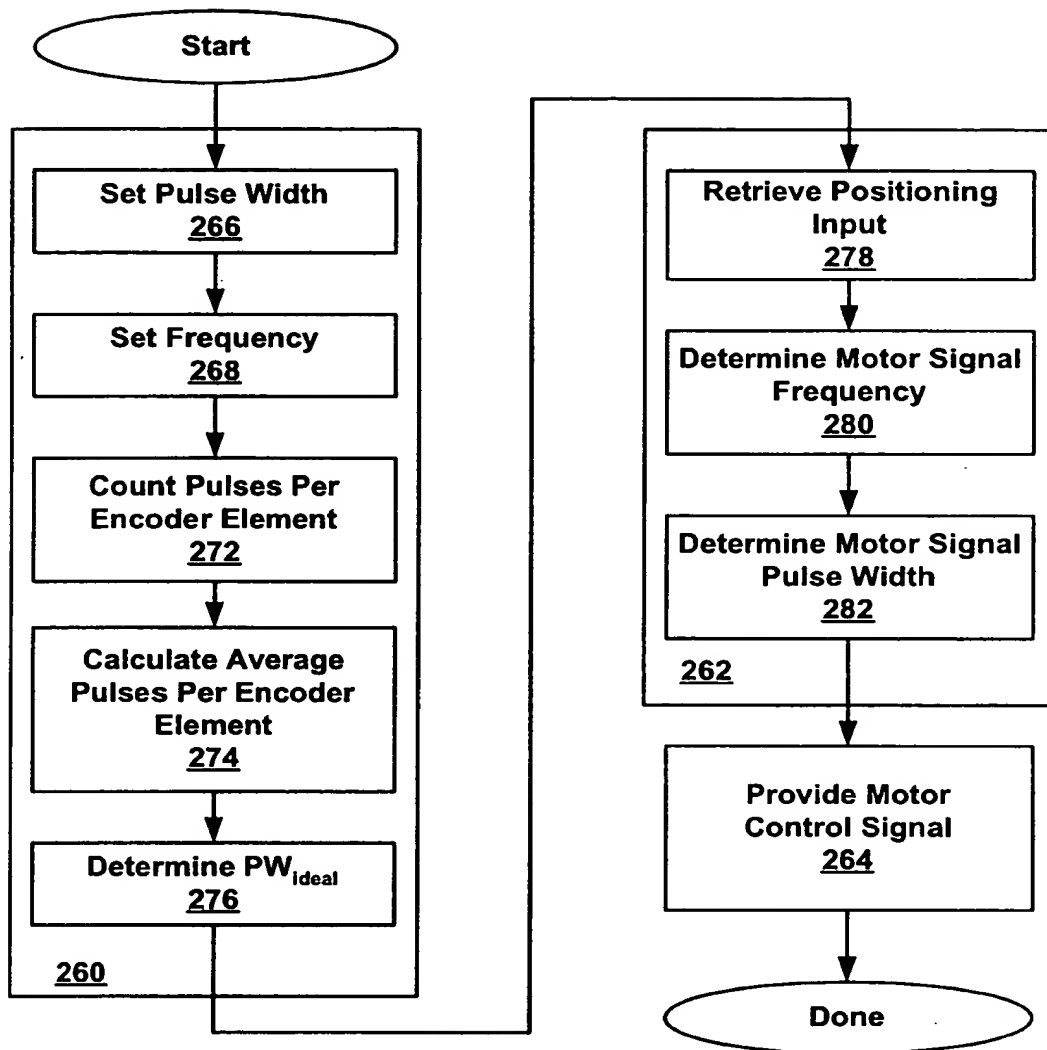 Start
Set Pulse Width
266
Set Frequency
268
Count Pulses Per
Encoder Element
272
Calculate Average
Pulses Per Encoder
Element
274
Determine PWideal
276
260
Retrieve Positioning
Input
278
Determine Motor Signal
Frequency
280
Determine Motor Signal
Pulse Width
282
262
Provide Motor
Control Signal
264
Done